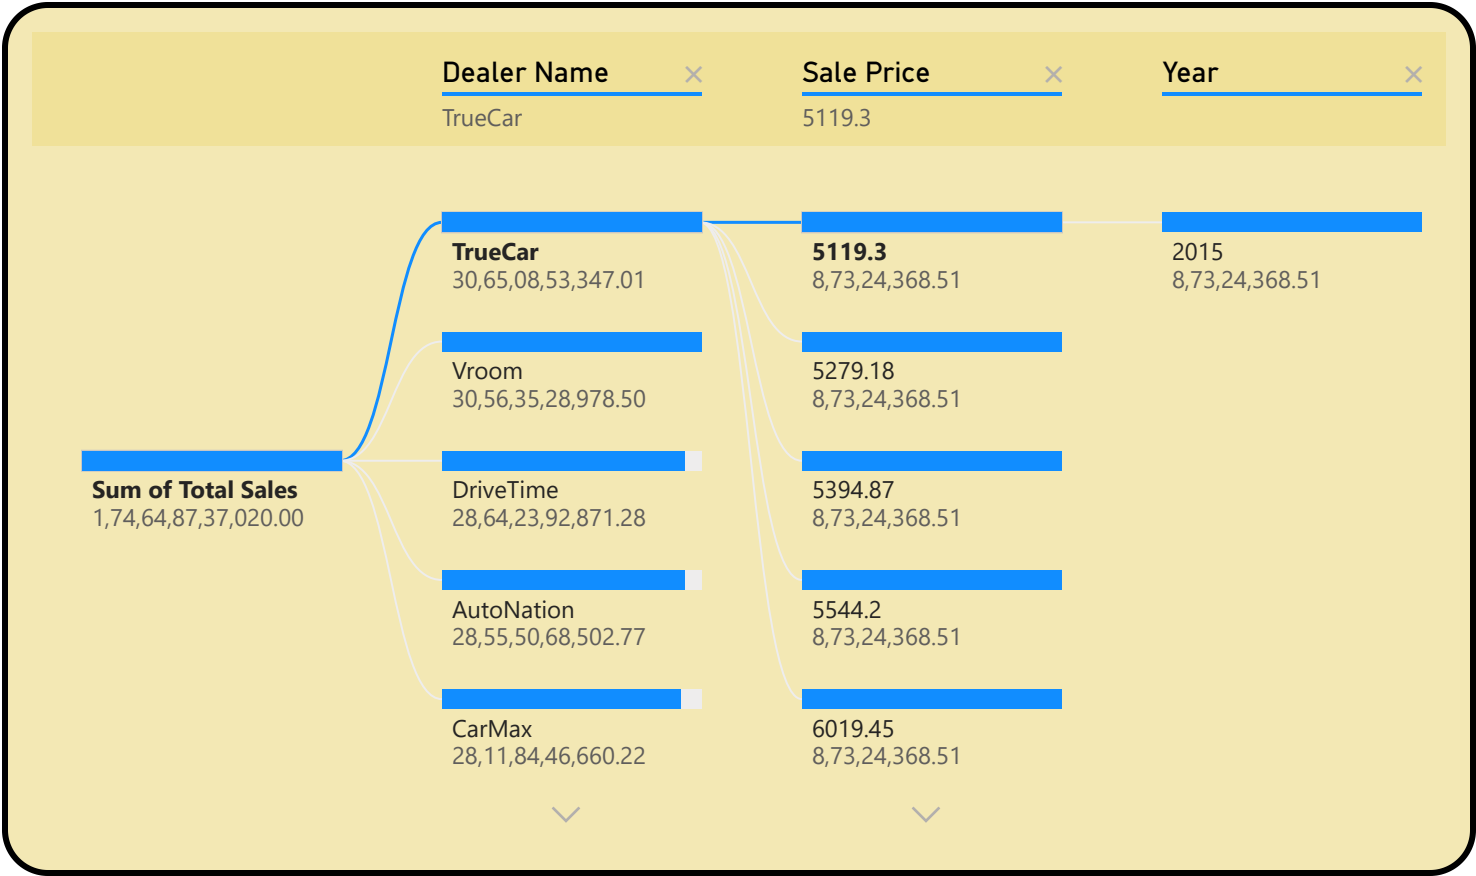 Dealer Name
TrueCar
Sale Price
5119.3
Year
Sum of Total Sales
1,74,64,87,37,020.00
TrueCar
30,65,08,53,347.01
Vroom
30,56,35,28,978.50
DriveTime
28,64,23,92,871.28
AutoNation
28,55,50,68,502.77
CarMax
28,11,84,46,660.22
5119.3
8,73,24,368.51
5279.18
8,73,24,368.51
5394.87
8,73,24,368.51
5544.2
8,73,24,368.51
6019.45
8,73,24,368.51
2015
8,73,24,368.51